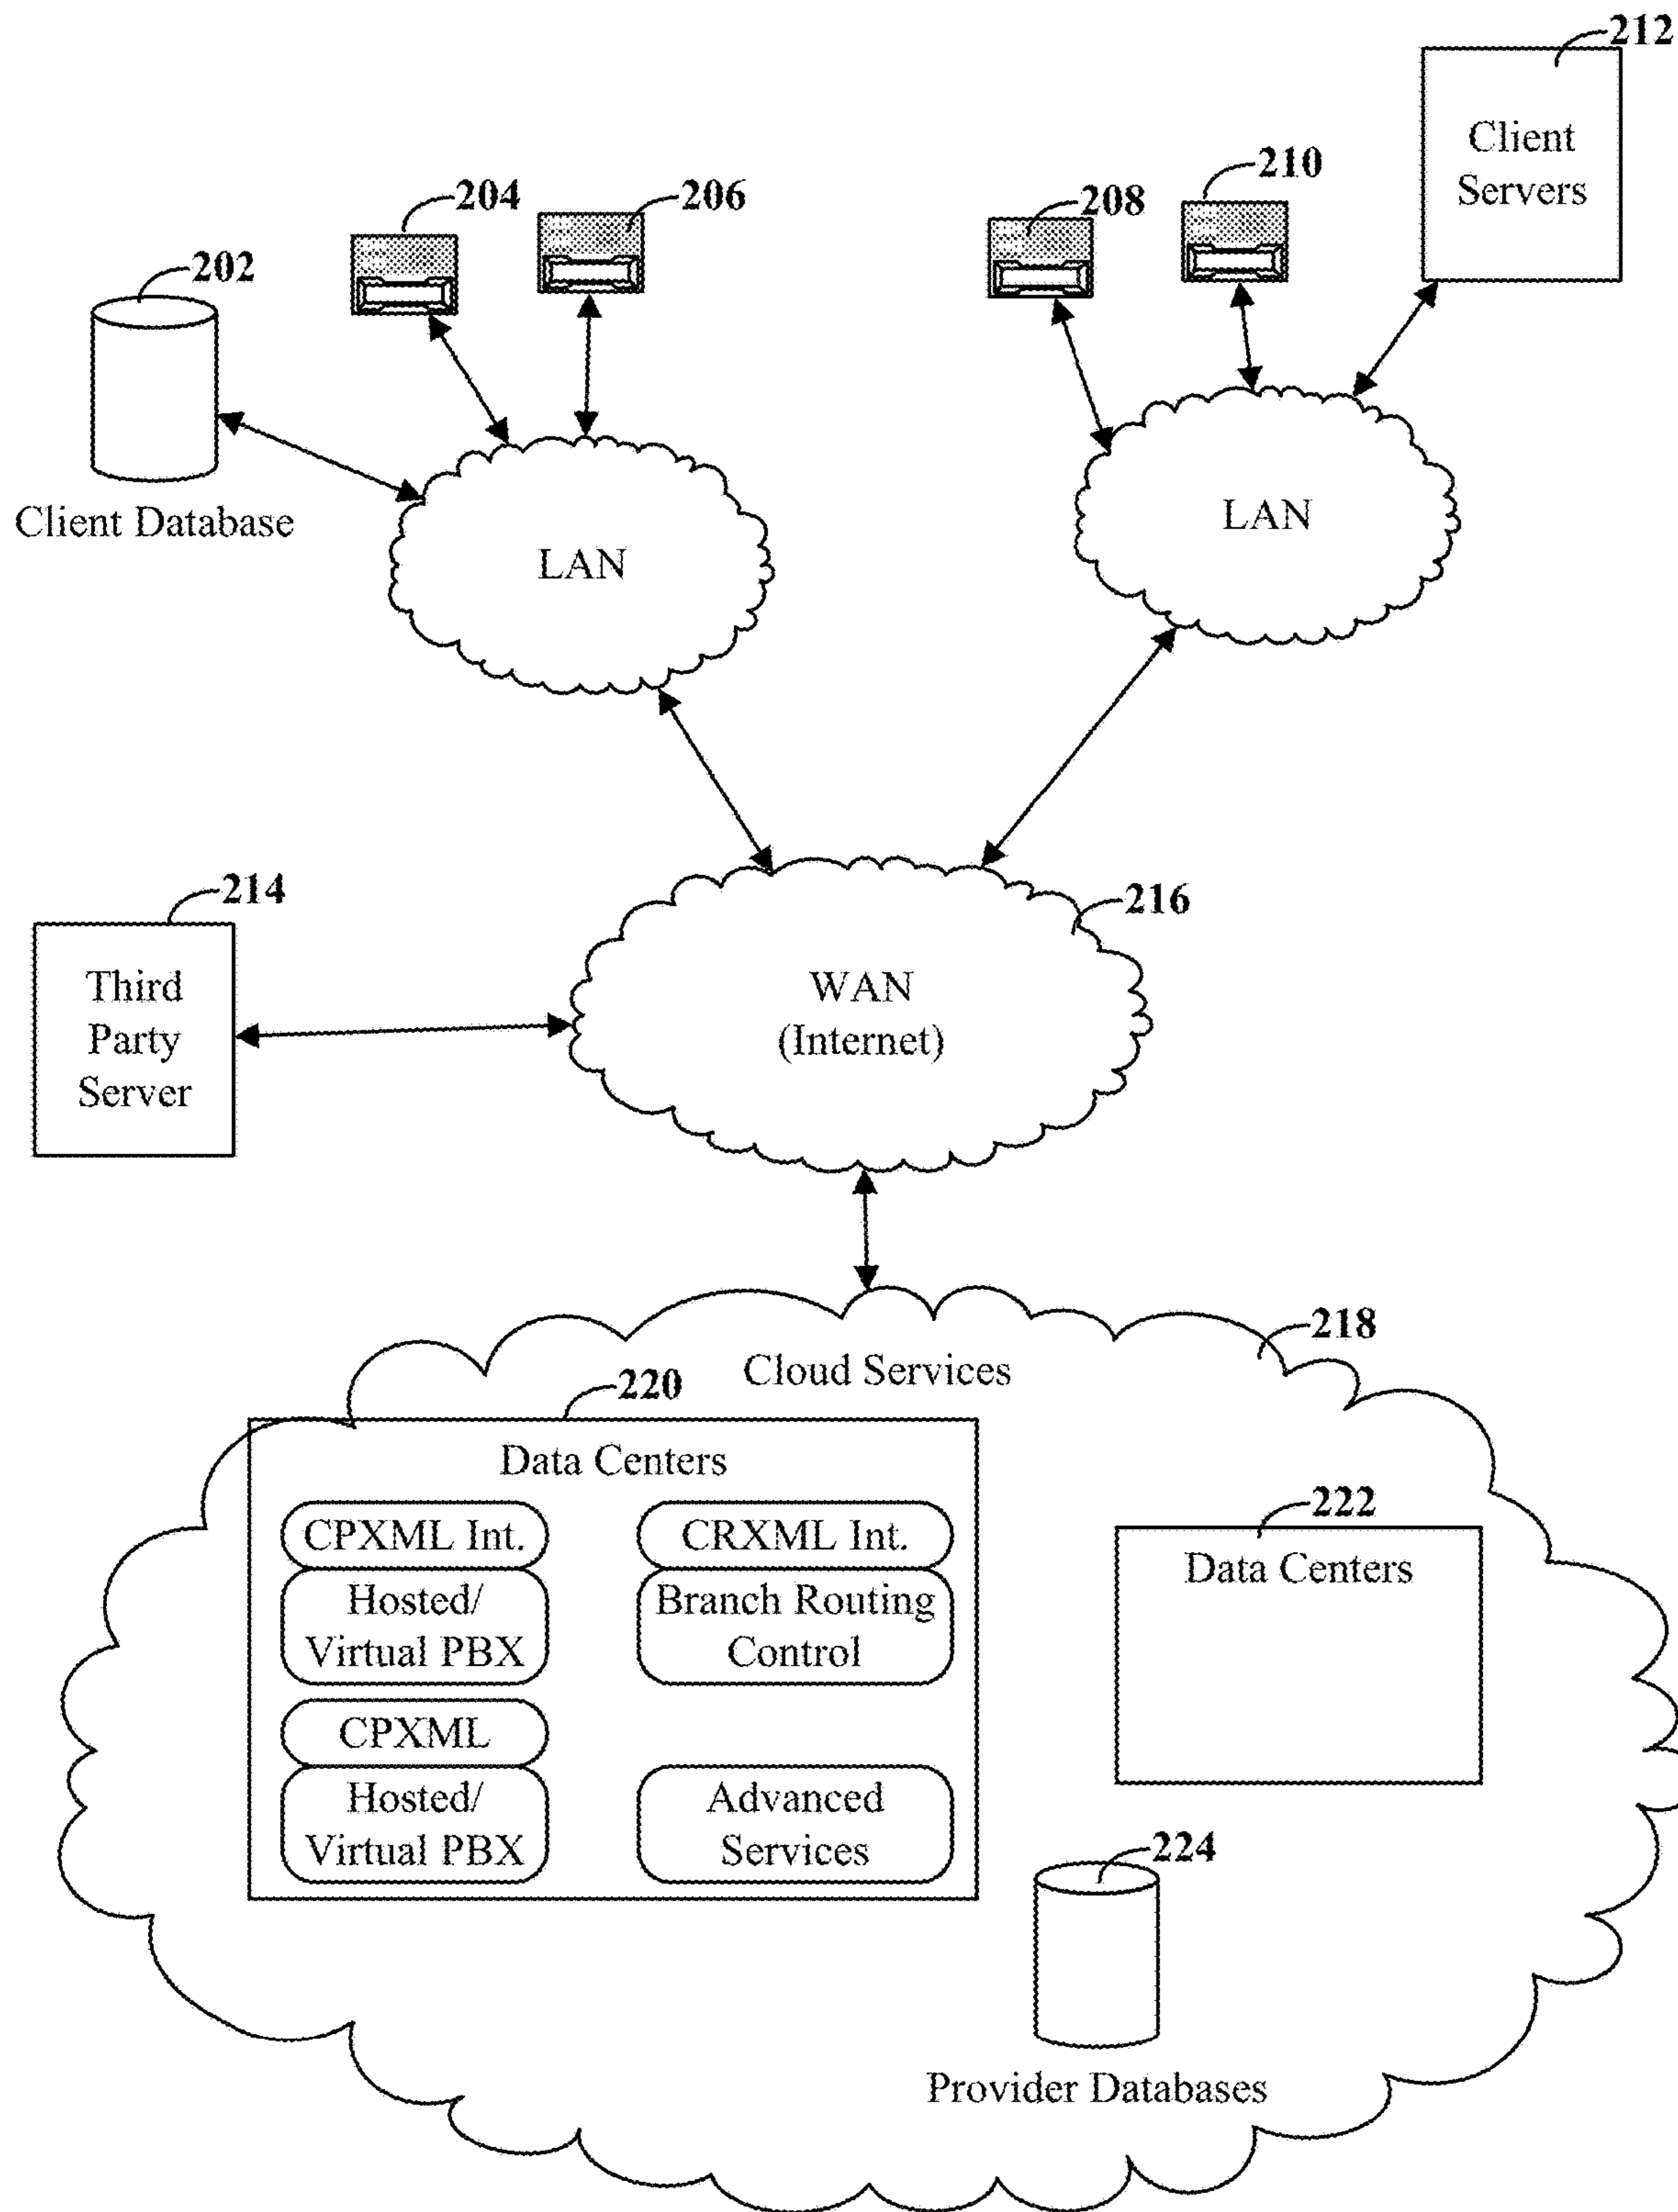 212
Client
Servers
204
206
208
210
202
Client Database
LAN
LAN
214
Third
Party
Server
216
WAN
(Internet)
218
Cloud Services
220
Data Centers
CPXML Int.
Hosted/
Virtual PBX
CPXML
Hosted/
Virtual PBX
CRXML Int.
Branch Routing
Control
Advanced
Services
222
Data Centers
224
Provider Databases